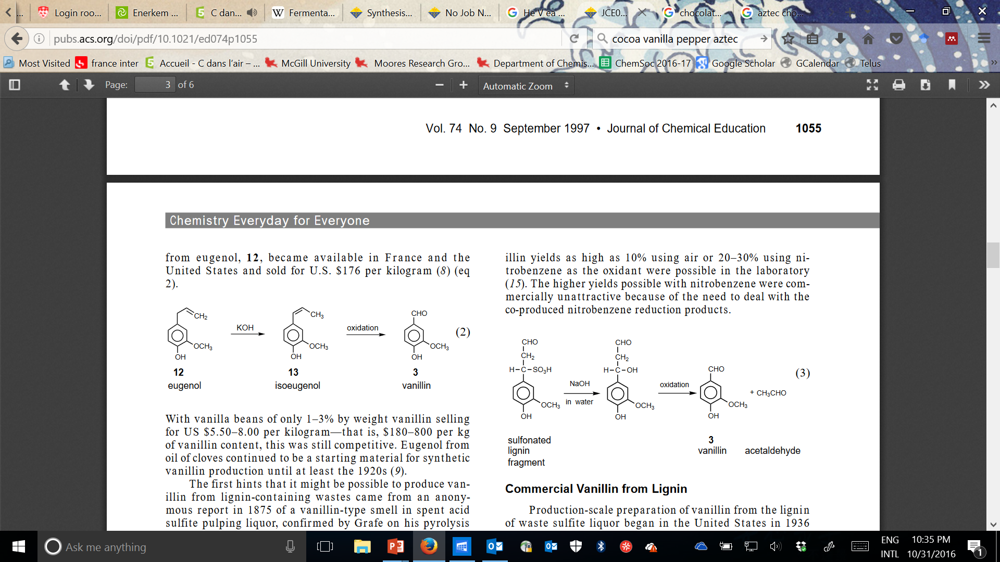 ...
Login roo...
Enerkem ...
C dan...
Fermenta...
Synthesis...
No Job N...
He V ea ...
JCE0...
chocolat...
aztec cho...
pubs.acs.org/doi/pdf/10.1021/ed074p1055
cocoa vanilla pepper aztec
Most Visited
france inter
Accueil - C dans l'air – ...
McGill University
Moores Research Gro...
Department of Chemis...
ChemSoc 2016-17
Google Scholar
GCalendar
Telus
Page: 3 of 6
Automatic Zoom
Vol. 74 No. 9 September 1997 • Journal of Chemical Education 1055
Chemistry Everyday for Everyone
from eugenol, 12, became available in France and the
United States and sold for U.S. $176 per kilogram (8) (eq
2).
CH2
OCH3
OH
12
eugenol
KOH
CH3
OCH3
OH
13
isoeugenol
oxidation
CHO
OCH3
OH
3
vanillin
(2)
With vanilla beans of only 1–3% by weight vanillin selling
for US $5.50–8.00 per kilogram—that is, $180–800 per kg
of vanillin content, this was still competitive. Eugenol from
oil of cloves continued to be a starting material for synthetic
vanillin production until at least the 1920s (9).
The first hints that it might be possible to produce van-
illin from lignin-containing wastes came from an anony-
mous report in 1875 of a vanillin-type smell in spent acid
sulfite pulping liquor, confirmed by Grafe on his pyrolysis
illin yields as high as 10% using air or 20–30% using ni-
trobenzene as the oxidant were possible in the laboratory
(15). The higher yields possible with nitrobenzene were com-
mercially unattractive because of the need to deal with the
co-produced nitrobenzene reduction products.
CHO
CH2
H–C–SO3H
OCH3
OH
sulfonated
lignin
fragment
NaOH
in water
CHO
CH2
H–C–OH
OCH3
OH
oxidation
CHO
OCH3
OH
3
vanillin
+ CH3CHO
acetaldehyde
(3)
Commercial Vanillin from Lignin
Production-scale preparation of vanillin from the lignin
of waste sulfite liquor began in the United States in 1936
Ask me anything
ENG
INTL
10:35 PM
10/31/2016
1